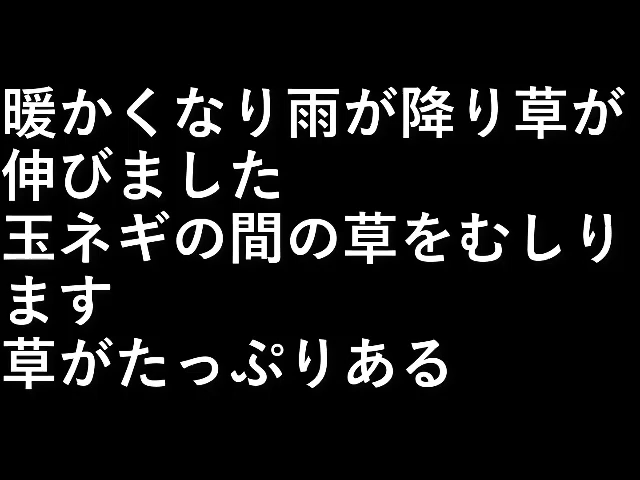 暖かくなり雨が降り草が
伸びました
玉ネギの間の草をむしり
ます
草がたっぷりある